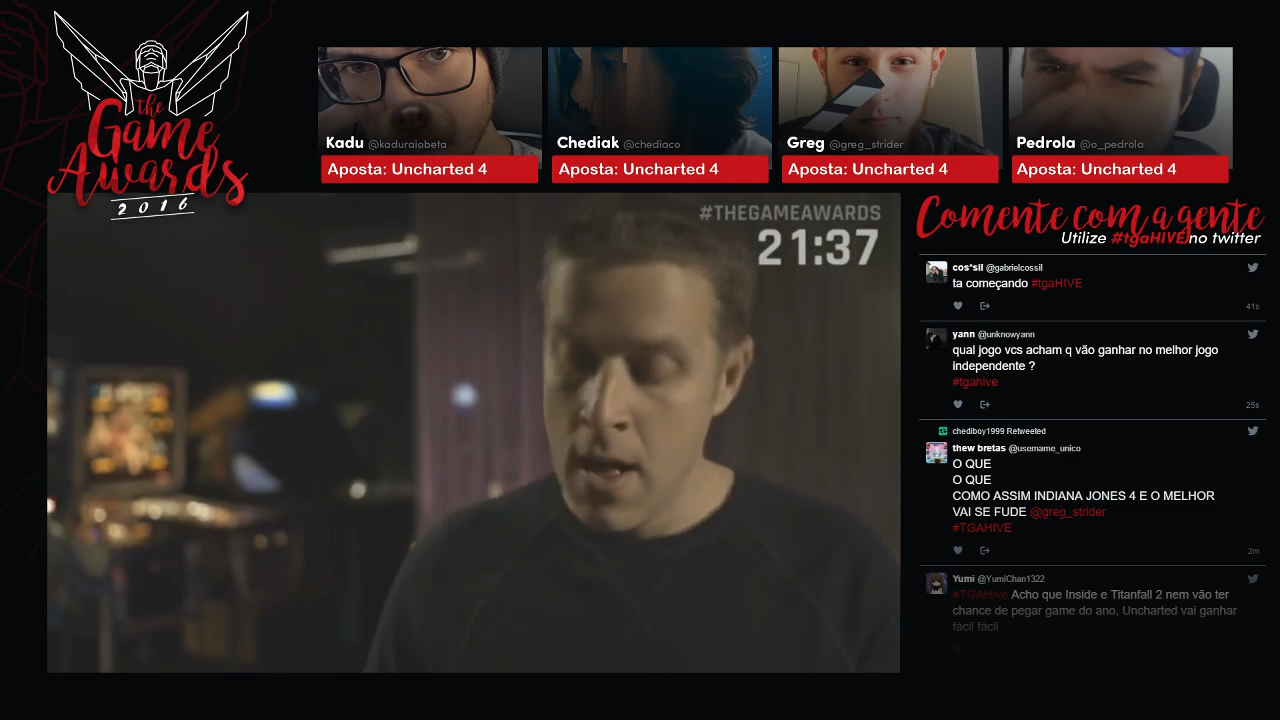 the
Game
Awards
2016
Kadu @kaduraiobeta
Aposta: Uncharted 4
Chediak @chediaco
Aposta: Uncharted 4
Greg @greg_strider
Aposta: Uncharted 4
Pedrola @o_pedrola
Aposta: Uncharted 4
#THEGAMEAWARDS
21:37
Comente com a gente
Utilize #tgaHIVE no twitter
cos*sil @gabrielcossil
ta começando #tgaHIVE
41s
yann @unknowyann
qual jogo vcs acham q vão ganhar no melhor jogo
independente ?
#tgahive
25s
chediboy1999 Retweeted
thew bretas @username_unico
O QUE
O QUE
COMO ASSIM INDIANA JONES 4 E O MELHOR
VAI SE FUDE @greg_strider
#TGAHIVE
2m
Yumi @YumiChan1322
#TGAHive Acho que Inside e Titanfall 2 nem vão ter
chance de pegar game do ano, Uncharted vai ganhar
fácil fácil